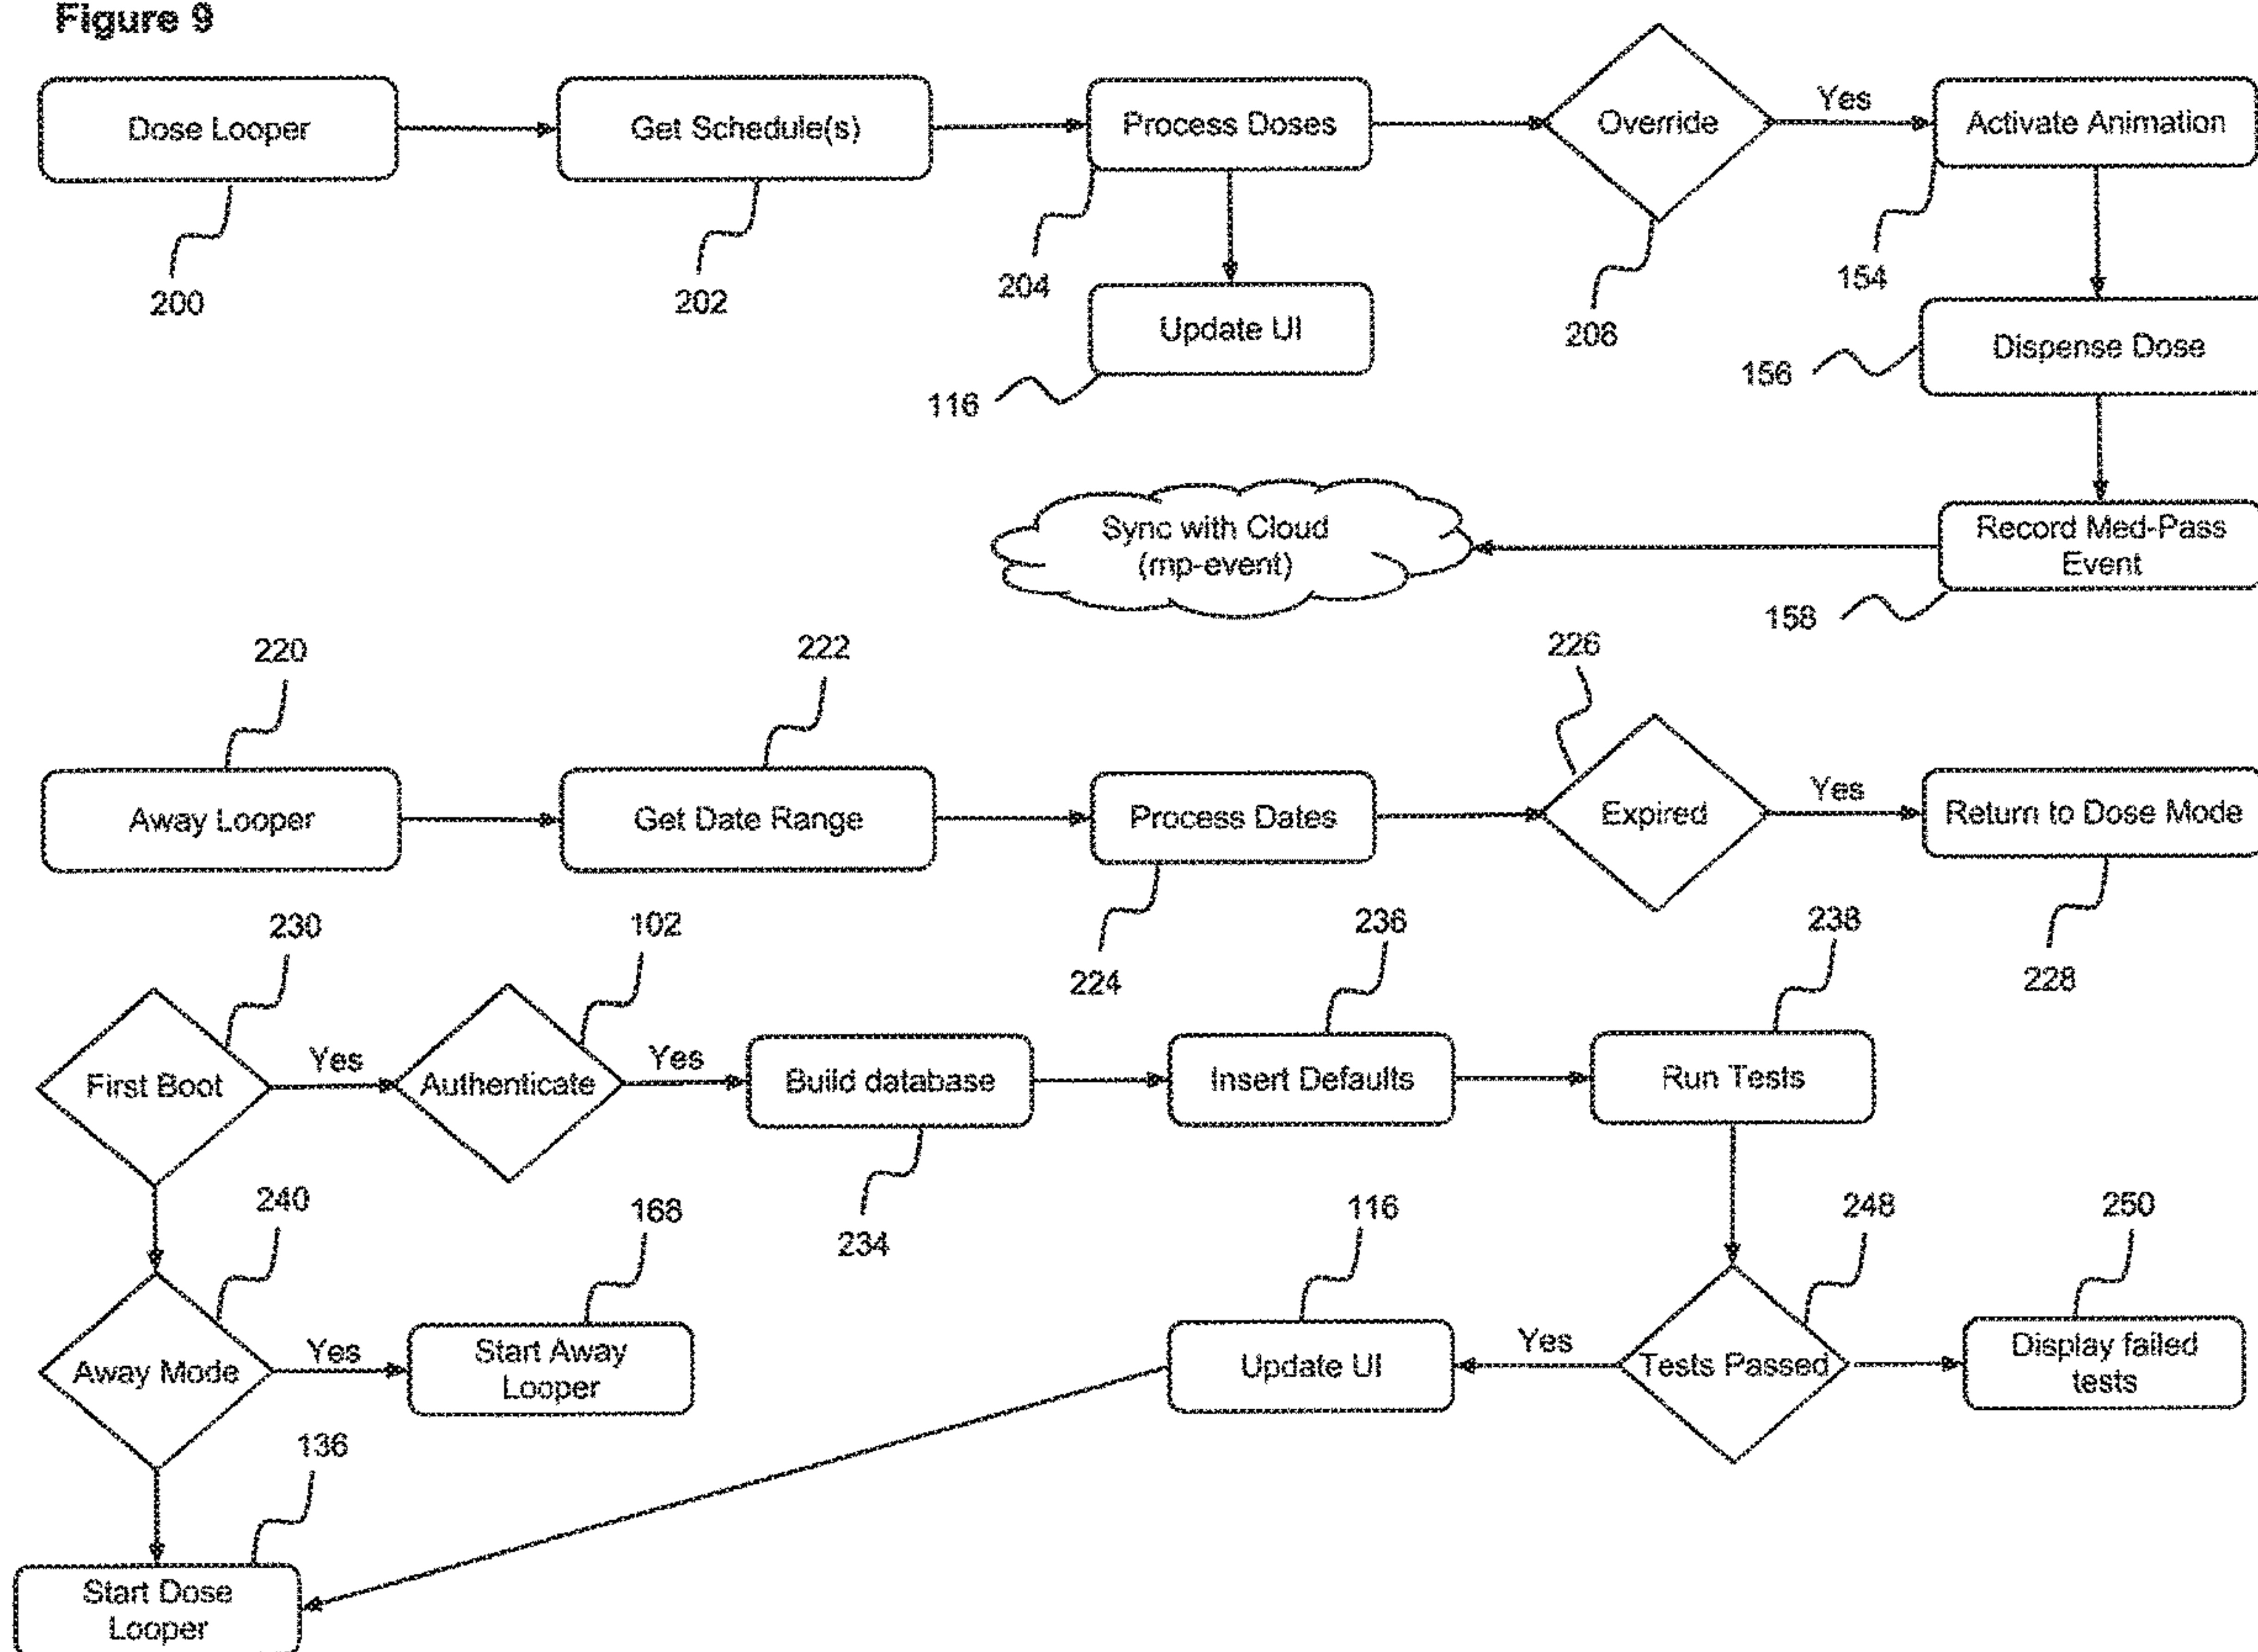 Figure 9
Dose Looper
Get Schedule(s)
Process Doses
Override
Yes
Activate Animation
200
202
204
208
154
Update UI
116
Dispense Dose
156
Sync with Cloud
(mp-event)
Record Med-Pass
Event
158
220
222
226
Away Looper
Get Date Range
Process Dates
Expired
Yes
Return to Dose Mode
224
228
230
102
236
238
First Boot
Yes
Authenticate
Yes
Build database
Insert Defaults
Run Tests
234
240
168
116
248
250
Away Mode
Yes
Start Away
Looper
Update UI
Yes
Tests Passed
Display failed
tests
136
Start Dose
Looper